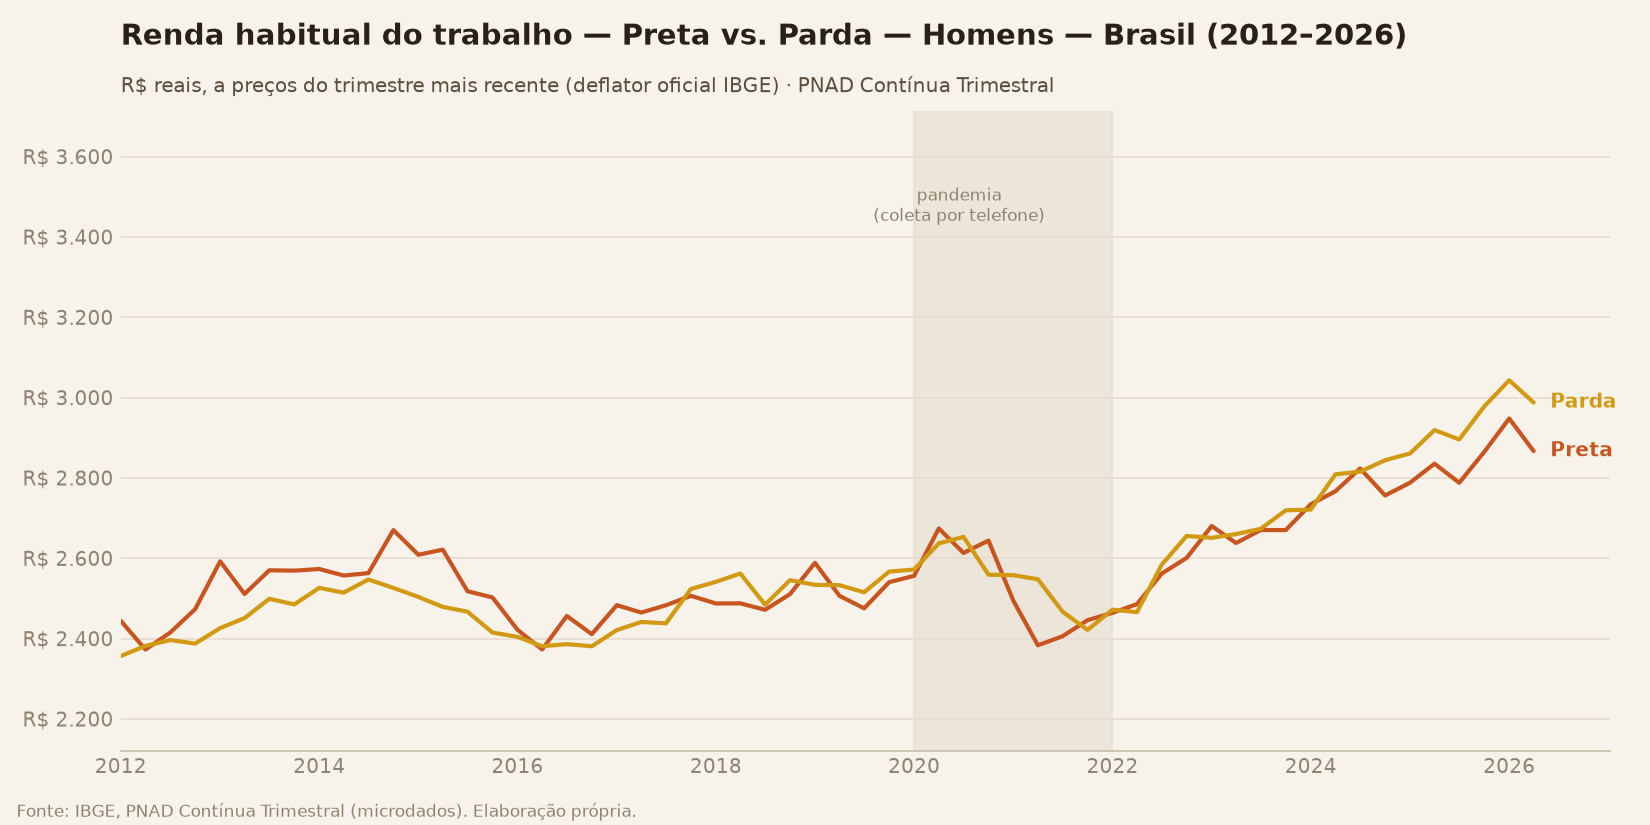 Renda habitual do trabalho — Preta vs. Parda — Homens — Brasil (2012–2026)
R$ reais, a preços do trimestre mais recente (deflator oficial IBGE) · PNAD Contínua Trimestral
R$ 3.600
pandemia
(coleta por telefone)
R$ 3.400
R$ 3.200
R$ 3.000
Parda
Preta
R$ 2.800
R$ 2.600
R$ 2.400
R$ 2.200
2012 2014 2016 2018 2020 2022 2024 2026
Fonte: IBGE, PNAD Contínua Trimestral (microdados). Elaboração própria.